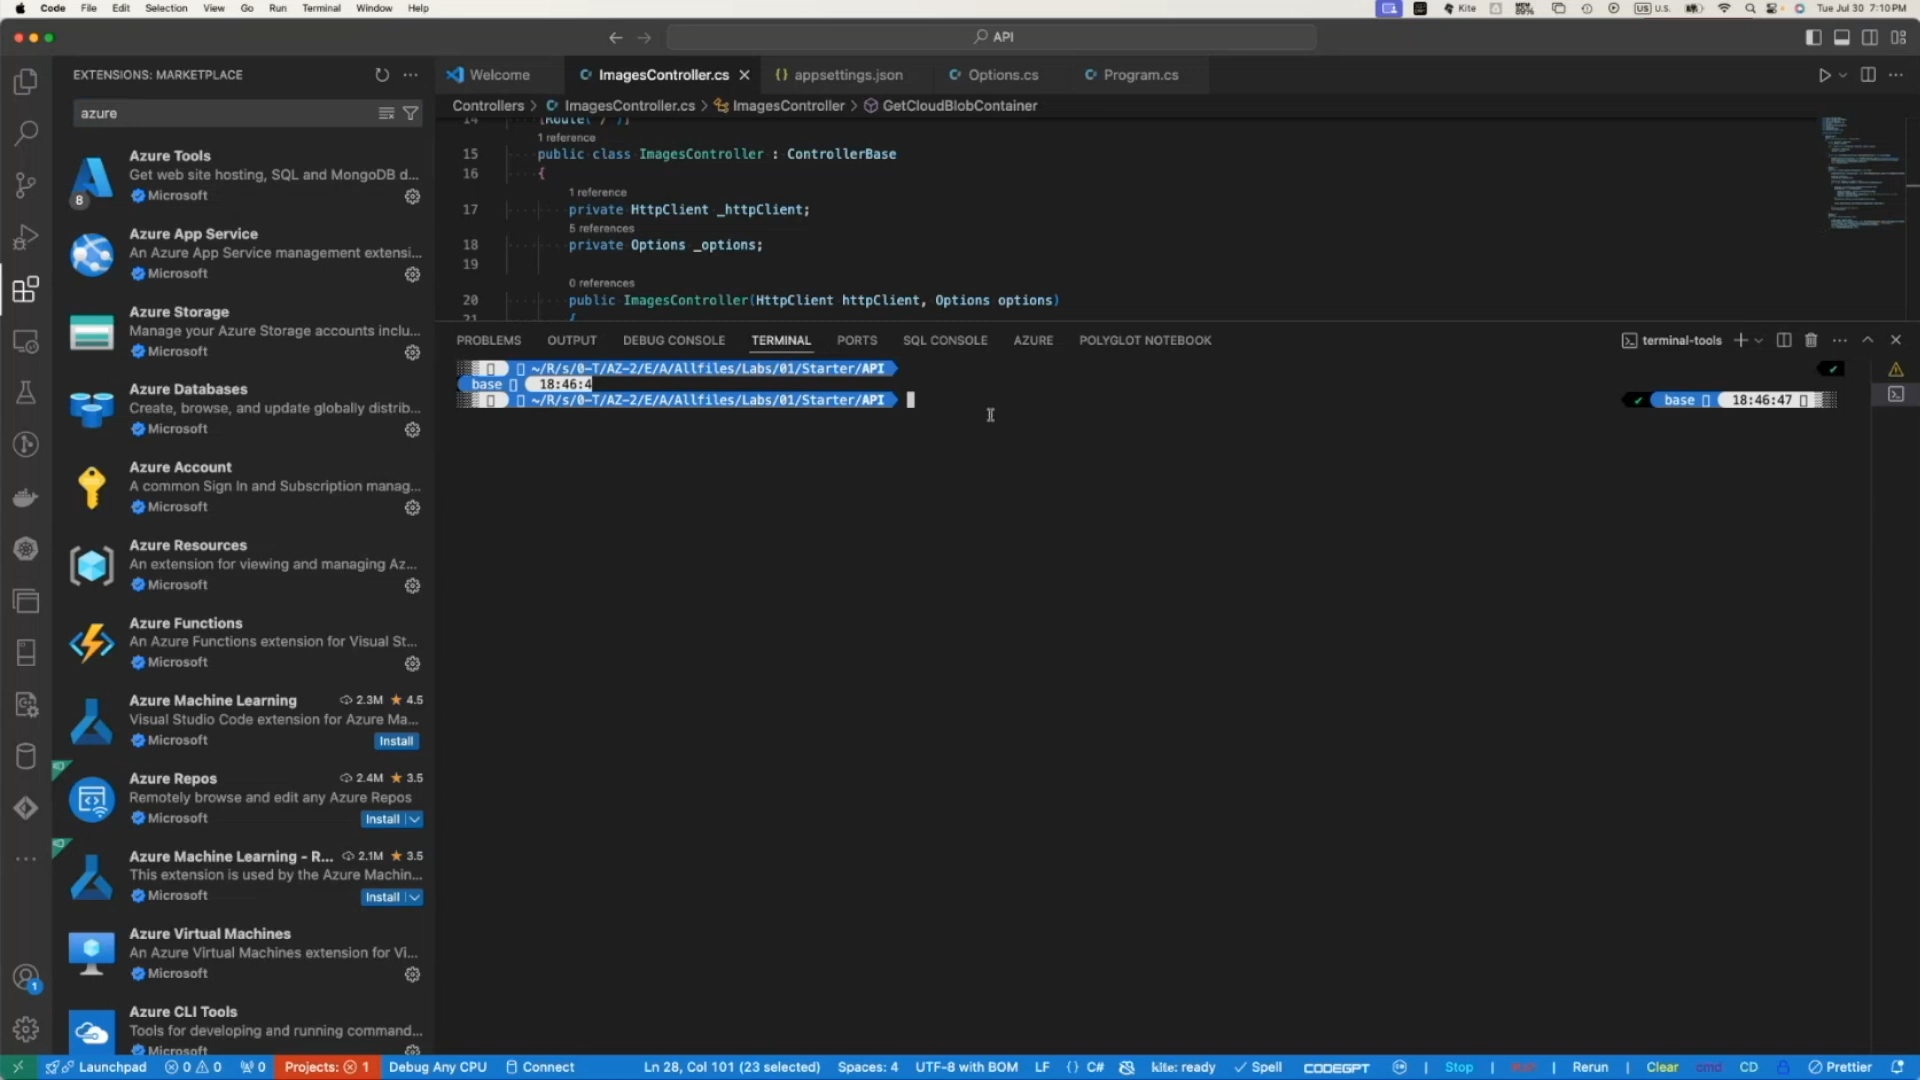 Code File Edit Selection View Go Run Terminal Window Help
Kite U.S. Tue Jul 30 7:10PM
API
EXTENSIONS: MARKETPLACE
azure
Azure Tools
Get web site hosting, SQL and MongoDB d...
8
Microsoft
Azure App Service
An Azure App Service management extensi...
Microsoft
Azure Storage
Manage your Azure Storage accounts inclu...
Microsoft
Azure Databases
Create, browse, and update globally distrib...
Microsoft
Azure Account
A common Sign In and Subscription manag...
Microsoft
Azure Resources
An extension for viewing and managing Az...
Microsoft
Azure Functions
An Azure Functions extension for Visual St...
Microsoft
Azure Machine Learning 2.3M 4.5
Visual Studio Code extension for Azure Ma...
Microsoft Install
Azure Repos 2.4M 3.5
Remotely browse and edit any Azure Repos
Microsoft Install
Azure Machine Learning - R... 2.1M 3.5
This extension is used by the Azure Machin...
Microsoft Install
Azure Virtual Machines
An Azure Virtual Machines extension for Vi...
Microsoft
Azure CLI Tools
Tools for developing and running command...
Microsoft
1
Welcome ImagesController.cs appsettings.json Options.cs Program.cs
Controllers > ImagesController.cs > ImagesController > GetCloudBlobContainer
14 [Route("/")]
1 reference
15 public class ImagesController : ControllerBase
16 {
1 reference
17 private HttpClient _httpClient;
5 references
18 private Options _options;
19
0 references
20 public ImagesController(HttpClient httpClient, Options options)
21 {
PROBLEMS OUTPUT DEBUG CONSOLE TERMINAL PORTS SQL CONSOLE AZURE POLYGLOT NOTEBOOK
terminal-tools
~/R/s/0-T/AZ-2/E/A/Allfiles/Labs/01/Starter/API
base 18:46:4
~/R/s/0-T/AZ-2/E/A/Allfiles/Labs/01/Starter/API base 18:46:47
Launchpad 0 0 0 Projects: 1 Debug Any CPU Connect Ln 28, Col 101 (23 selected) Spaces: 4 UTF-8 with BOM LF {} C# kite: ready Spell CODEGPT | Stop | Run | Rerun | Clear cmd CD Prettier